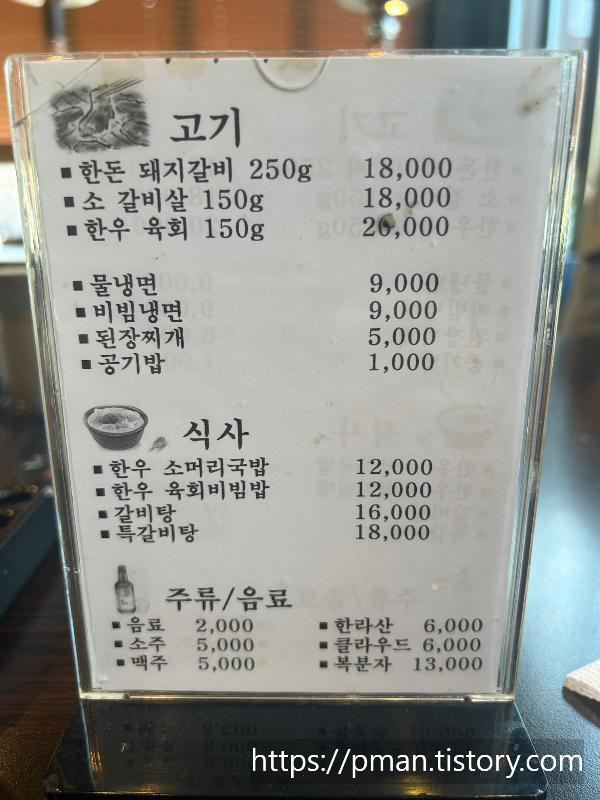 고기
▪한돈 돼지갈비 250g 18,000
▪소 갈비살 150g 18,000
▪한우 육회 150g 20,000
▪물냉면 9,000
▪비빔냉면 9,000
▪된장찌개 5,000
▪공기밥 1,000
식사
▪한우 소머리국밥 12,000
▪한우 육회비빔밥 12,000
▪갈비탕 16,000
▪특갈비탕 18,000
주류/음료
▪음료 2,000 ▪한라산 6,000
▪소주 5,000 ▪클라우드 6,000
▪맥주 5,000 ▪복분자 13,000
https://pman.tistory.com